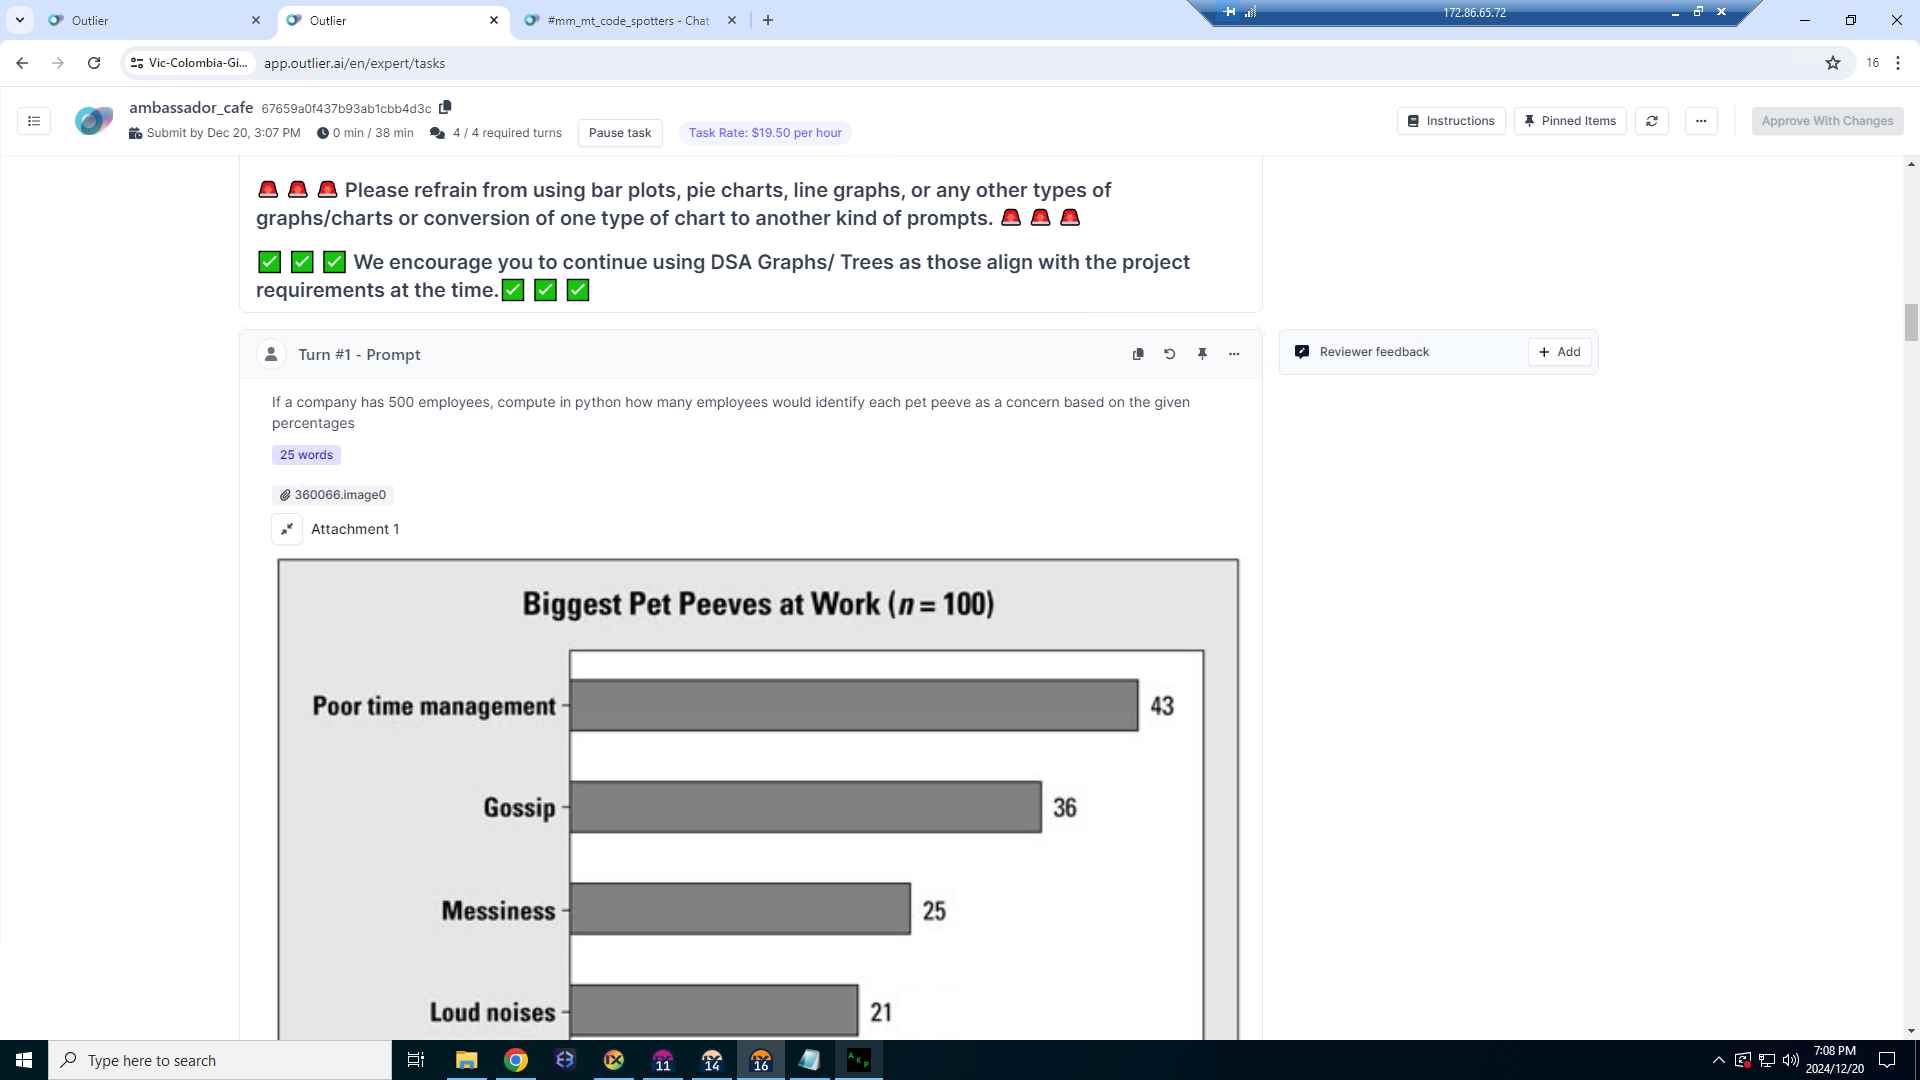 Outlier
Outlier
#mm_mt_code_spotters - Chat
172.86.65.72
Vic-Colombia-Gi...
app.outlier.ai/en/expert/tasks
16
ambassador_cafe 67659a0f437b93ab1cbb4d3c
Submit by Dec 20, 3:07 PM
0 min / 38 min
4 / 4 required turns
Pause task
Task Rate: $19.50 per hour
Instructions
Pinned Items
Approve With Changes
Please refrain from using bar plots, pie charts, line graphs, or any other types of
graphs/charts or conversion of one type of chart to another kind of prompts.
We encourage you to continue using DSA Graphs/ Trees as those align with the project
requirements at the time.
Turn #1 - Prompt
Reviewer feedback
Add
If a company has 500 employees, compute in python how many employees would identify each pet peeve as a concern based on the given
percentages
25 words
360066.image0
Attachment 1
Biggest Pet Peeves at Work (n = 100)
Poor time management 43
Gossip 36
Messiness 25
Loud noises 21
Type here to search
11
14
16
7:08 PM
2024/12/20